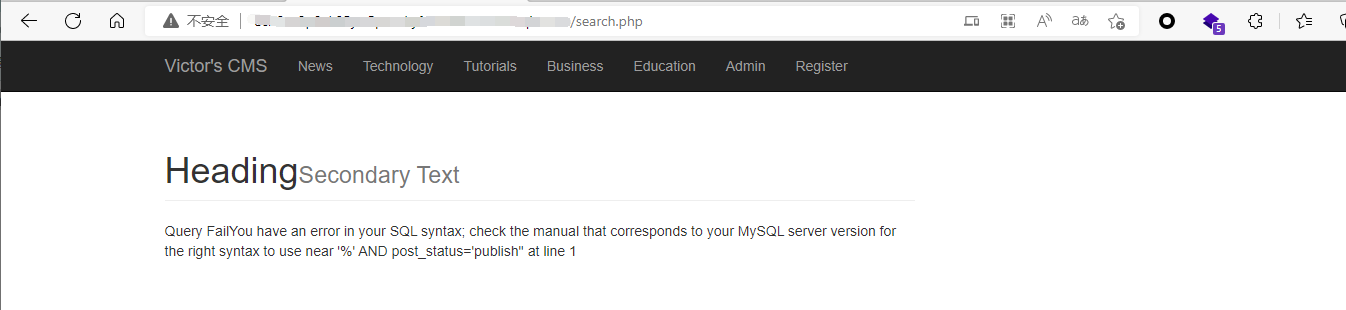 不安全
/search.php
5
Victor's CMS News Technology Tutorials Business Education Admin Register
HeadingSecondary Text
Query FailYou have an error in your SQL syntax; check the manual that corresponds to your MySQL server version for
the right syntax to use near '%' AND post_status='publish'' at line 1